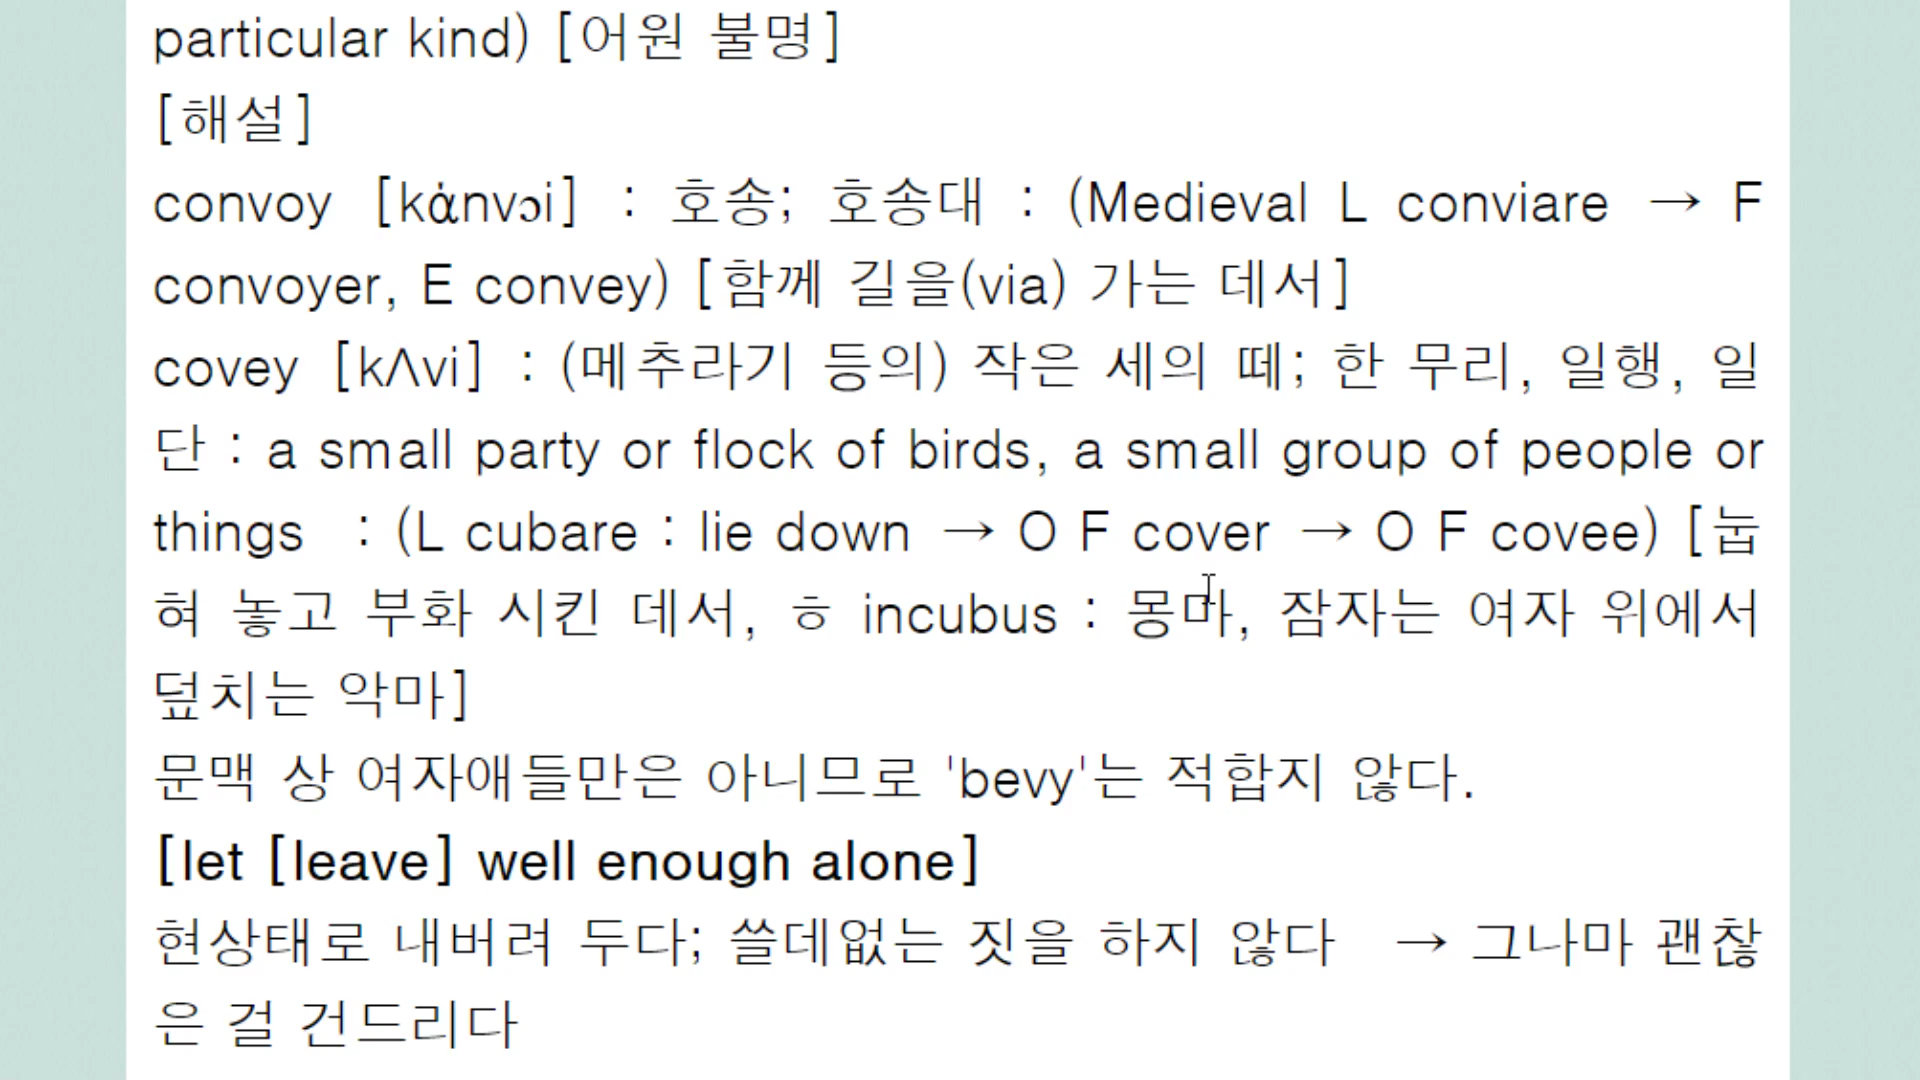 particular kind) [어원 불명]
[해설]
convoy [kɑ̇nvɔi] : 호송; 호송대 : (Medieval L conviare → F
convoyer, E convey) [함께 길을(via) 가는 데서]
covey [kΛvi] : (메추라기 등의) 작은 세의 떼; 한 무리, 일행, 일
단 : a small party or flock of birds, a small group of people or
things : (L cubare : lie down → O F cover → O F covee) [눕
혀 놓고 부화 시킨 데서, ㅎ incubus : 몽마, 잠자는 여자 위에서
덮치는 악마]
문맥 상 여자애들만은 아니므로 'bevy'는 적합지 않다.
[let [leave] well enough alone]
현상태로 내버려 두다; 쓸데없는 짓을 하지 않다 → 그나마 괜찮
은 걸 건드리다